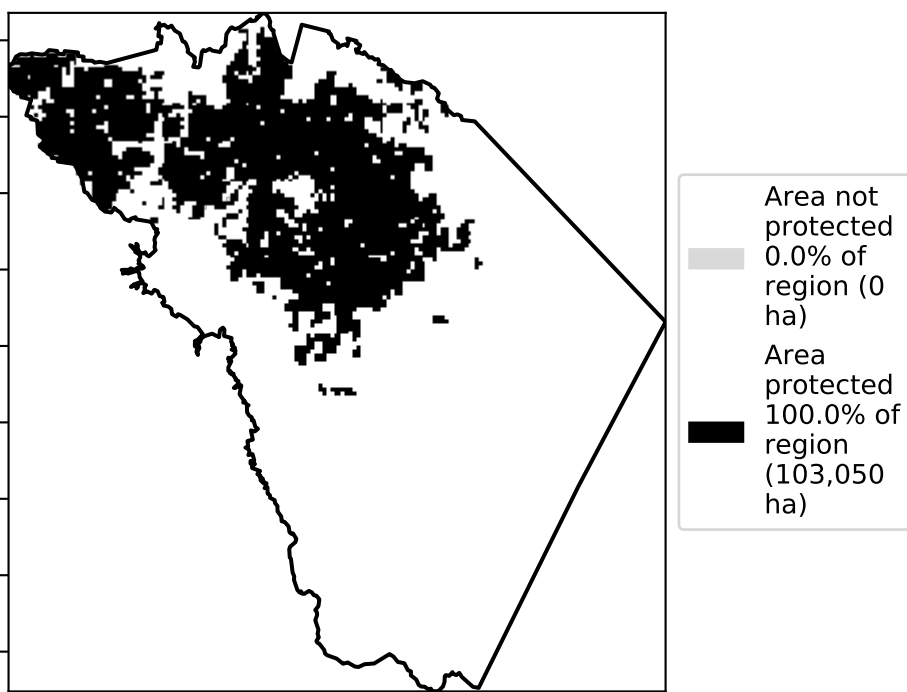 Area not
protected
0.0% of
region (0
ha)
Area
protected
100.0% of
region
(103,050
ha)